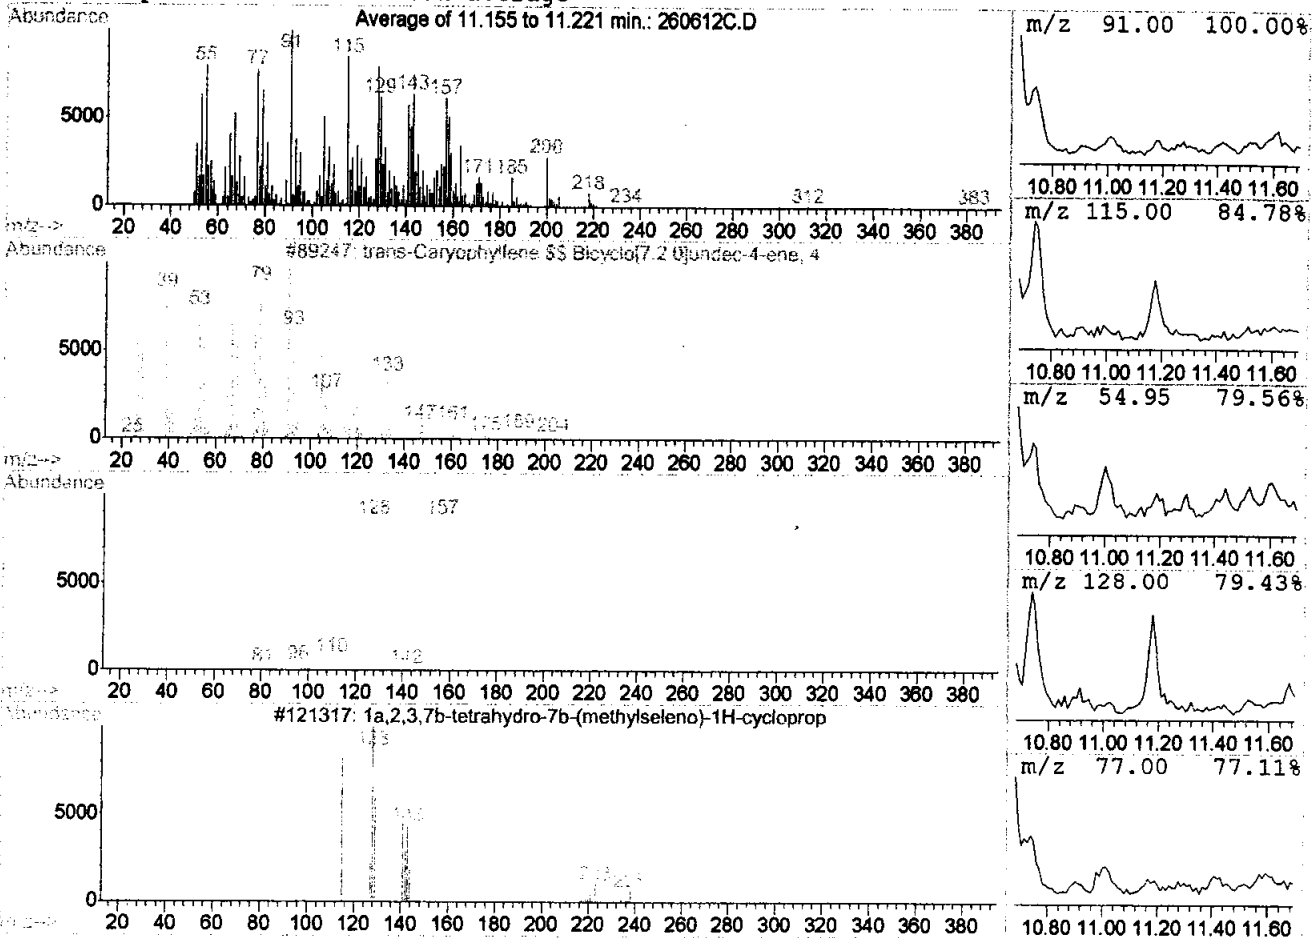 Abundance
Average of 11.155 to 11.221 min.: 260612C.D
55 77 91 115 129 143 157 171 185 200 218 234 312 383
5000
0
m/z--> 20 40 60 80 100 120 140 160 180 200 220 240 260 280 300 320 340 360 380
Abundance
#89247: trans-Caryophyllene $$ Bicyclo[7.2.0]undec-4-ene, 4
39 53 79 93 107 133 147 161 189 204
5000
0
m/z--> 20 40 60 80 100 120 140 160 180 200 220 240 260 280 300 320 340 360 380
Abundance
128 157
81 110 142
5000
0
m/z--> 20 40 60 80 100 120 140 160 180 200 220 240 260 280 300 320 340 360 380
Abundance
#121317: 1a,2,3,7b-tetrahydro-7b-(methylseleno)-1H-cycloprop
5000
0
m/z--> 20 40 60 80 100 120 140 160 180 200 220 240 260 280 300 320 340 360 380
m/z 91.00 100.00%
10.80 11.00 11.20 11.40 11.60
m/z 115.00 84.78%
10.80 11.00 11.20 11.40 11.60
m/z 54.95 79.56%
10.80 11.00 11.20 11.40 11.60
m/z 128.00 79.43%
10.80 11.00 11.20 11.40 11.60
m/z 77.00 77.11%
10.80 11.00 11.20 11.40 11.60